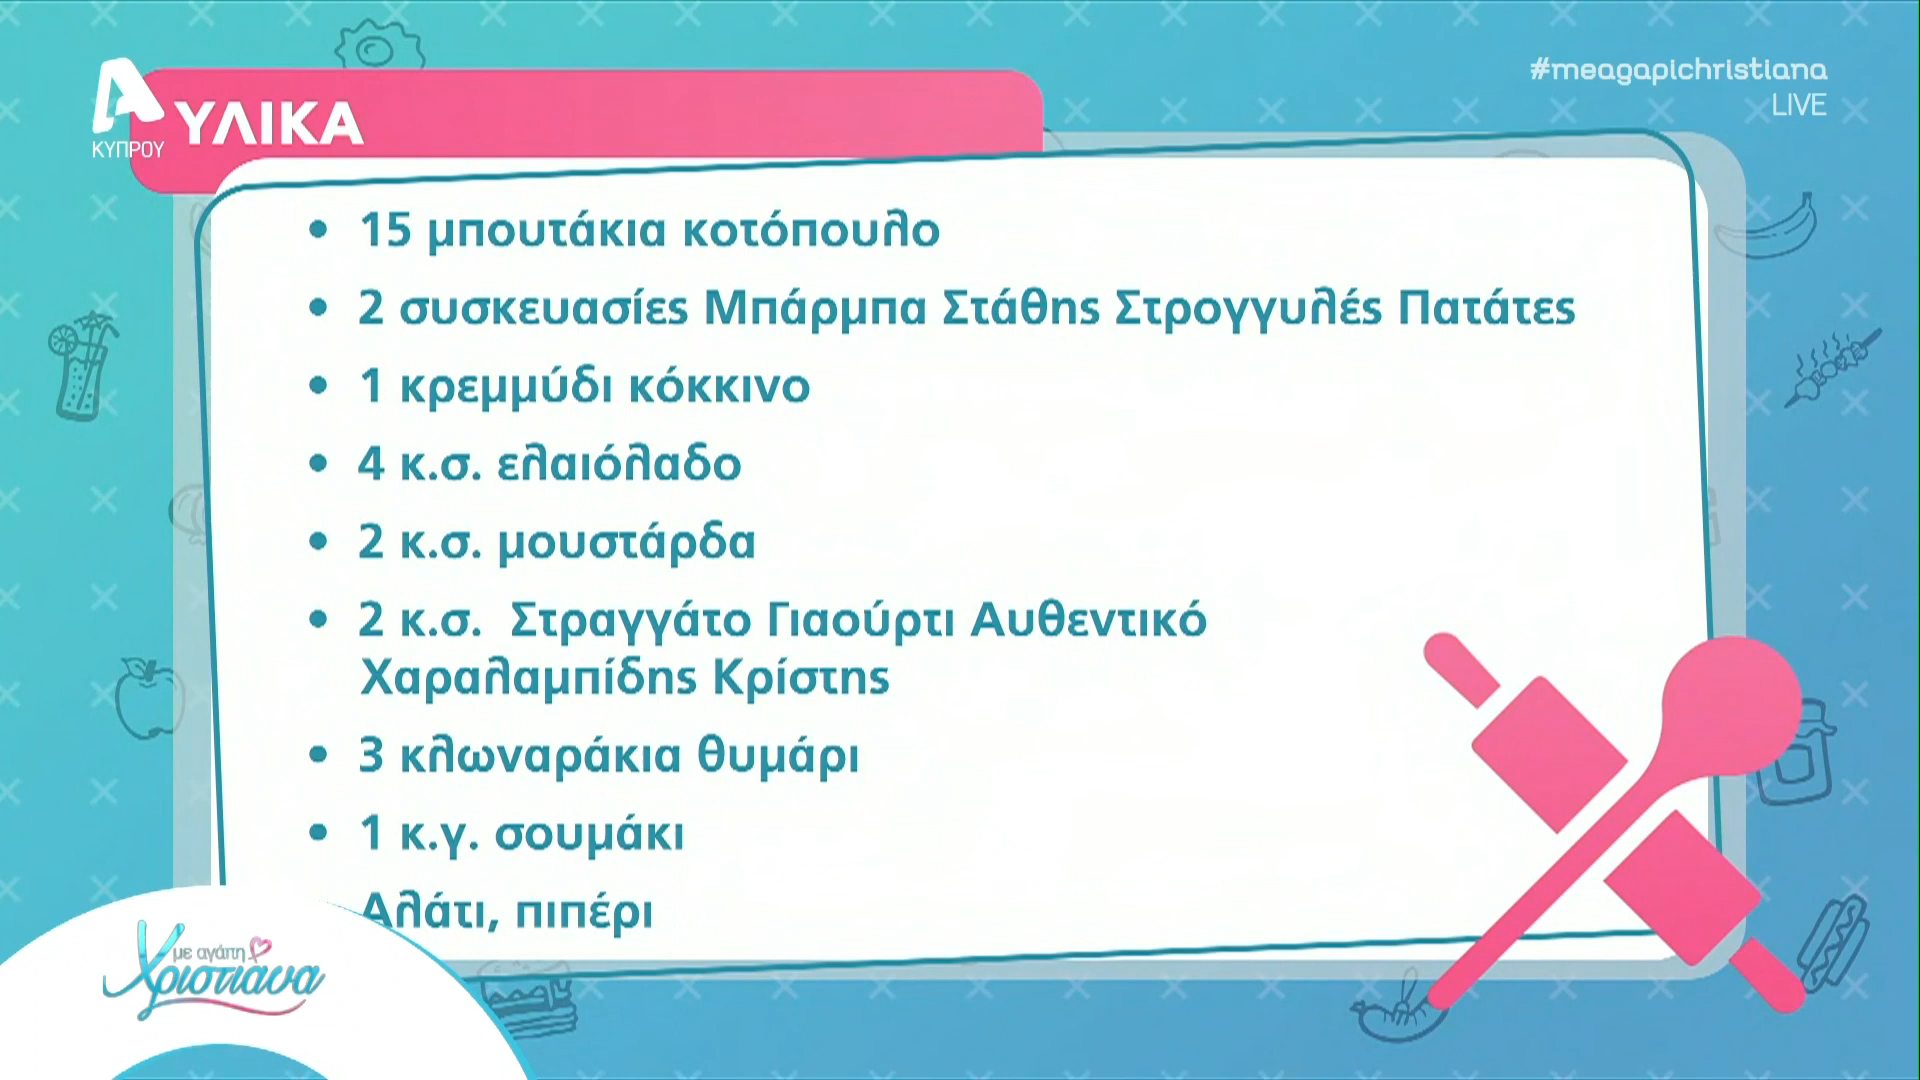 #meagapichristiana
LIVE
ΚΥΠΡΟΥ
ΥΛΙΚΑ
• 15 μπουτάκια κοτόπουλο
• 2 συσκευασίες Μπάρμπα Στάθης Στρογγυλές Πατάτες
• 1 κρεμμύδι κόκκινο
• 4 κ.σ. ελαιόλαδο
• 2 κ.σ. μουστάρδα
• 2 κ.σ. Στραγγάτο Γιαούρτι Αυθεντικό
Χαραλαμπίδης Κρίστης
• 3 κλωναράκια θυμάρι
• 1 κ.γ. σουμάκι
Αλάτι, πιπέρι
με αγάπη
Χριστιανα